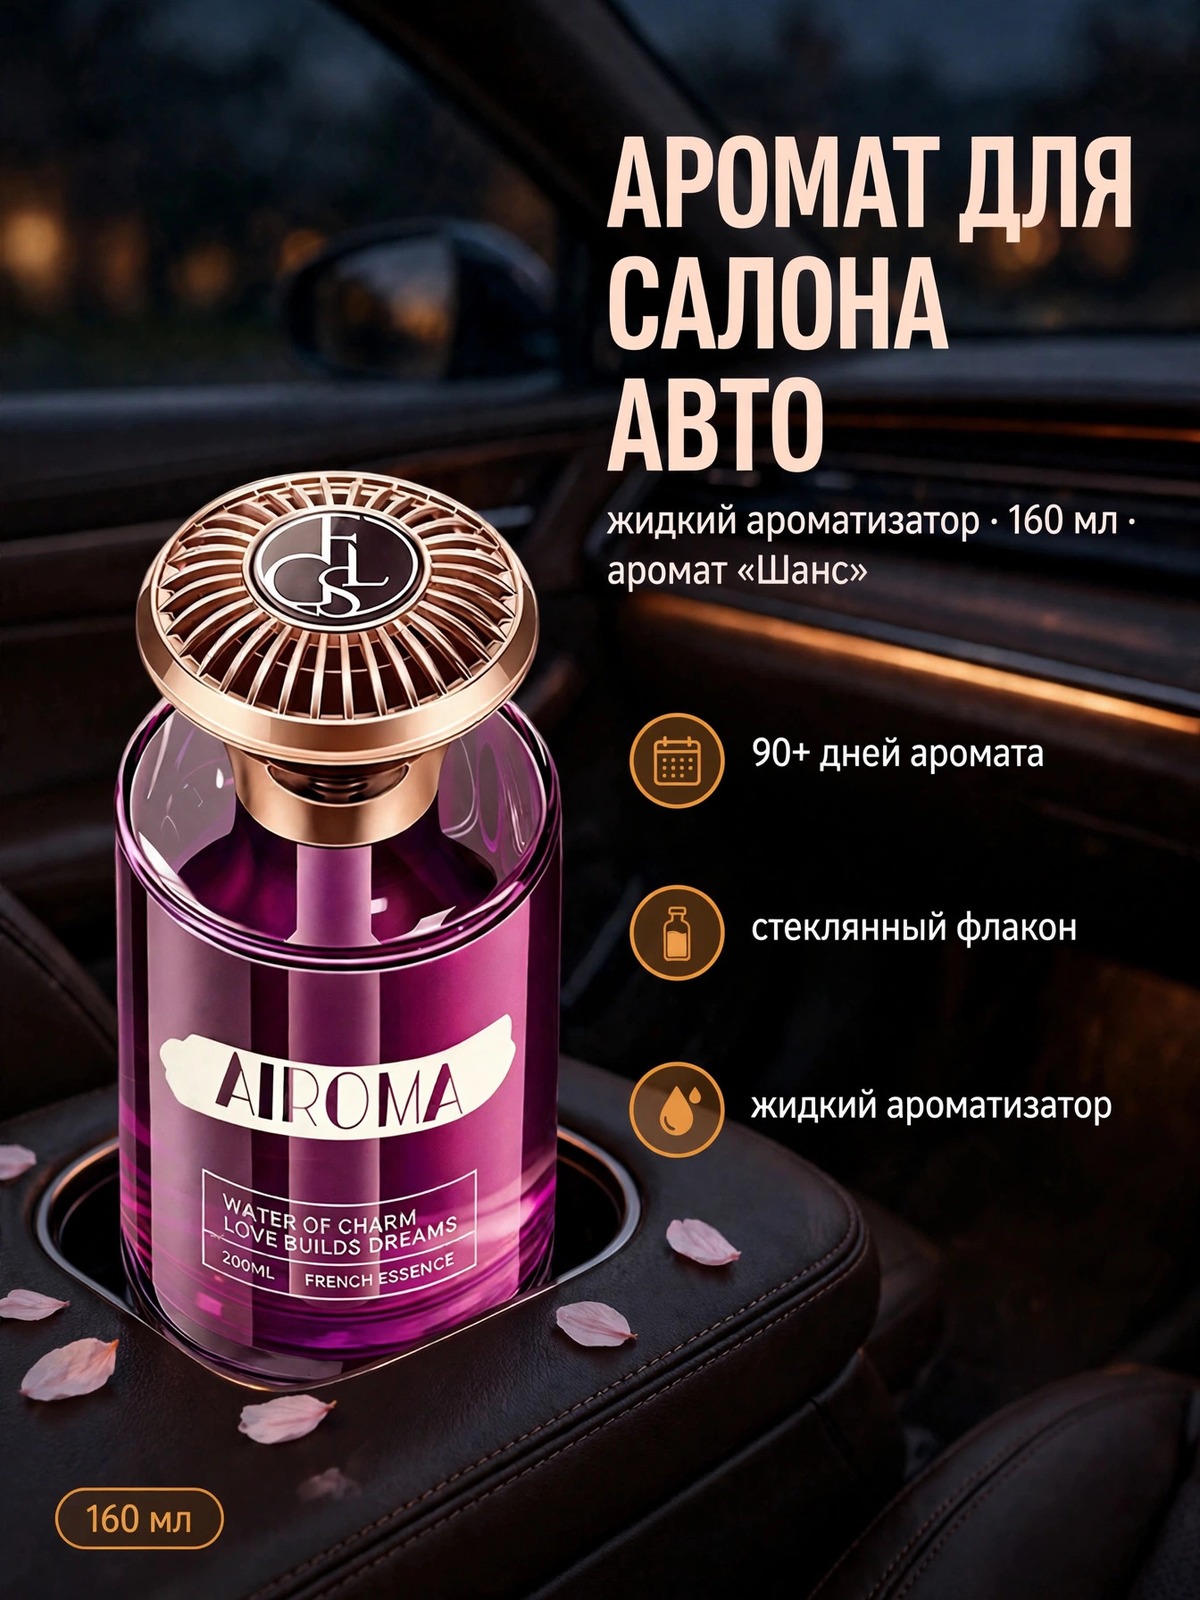 АРОМАТ ДЛЯ
САЛОНА
АВТО
жидкий ароматизатор · 160 мл ·
аромат «Шанс»
90+ дней аромата
стеклянный флакон
жидкий ароматизатор
AIROMA
WATER OF CHARM
LOVE BUILDS DREAMS
200ML FRENCH ESSENCE
160 мл